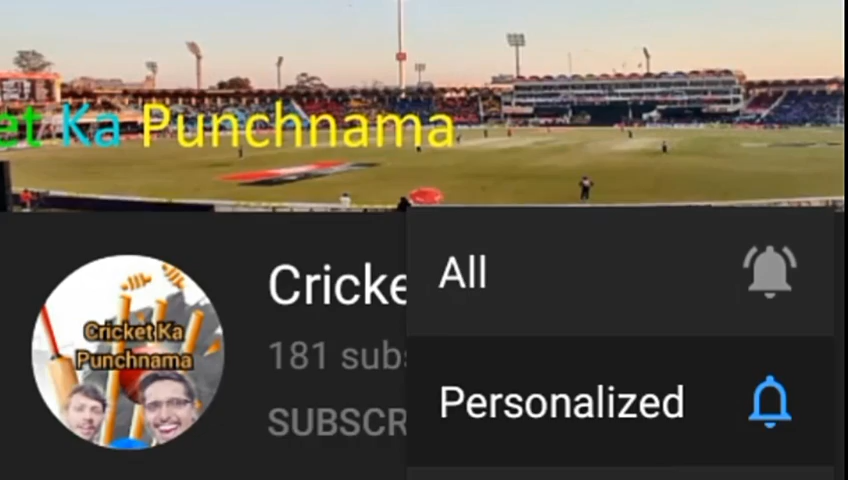 et Ka Punchnama
Cricket Ka
Punchnama
Cricke
181 subs
SUBSCR
All
Personalized